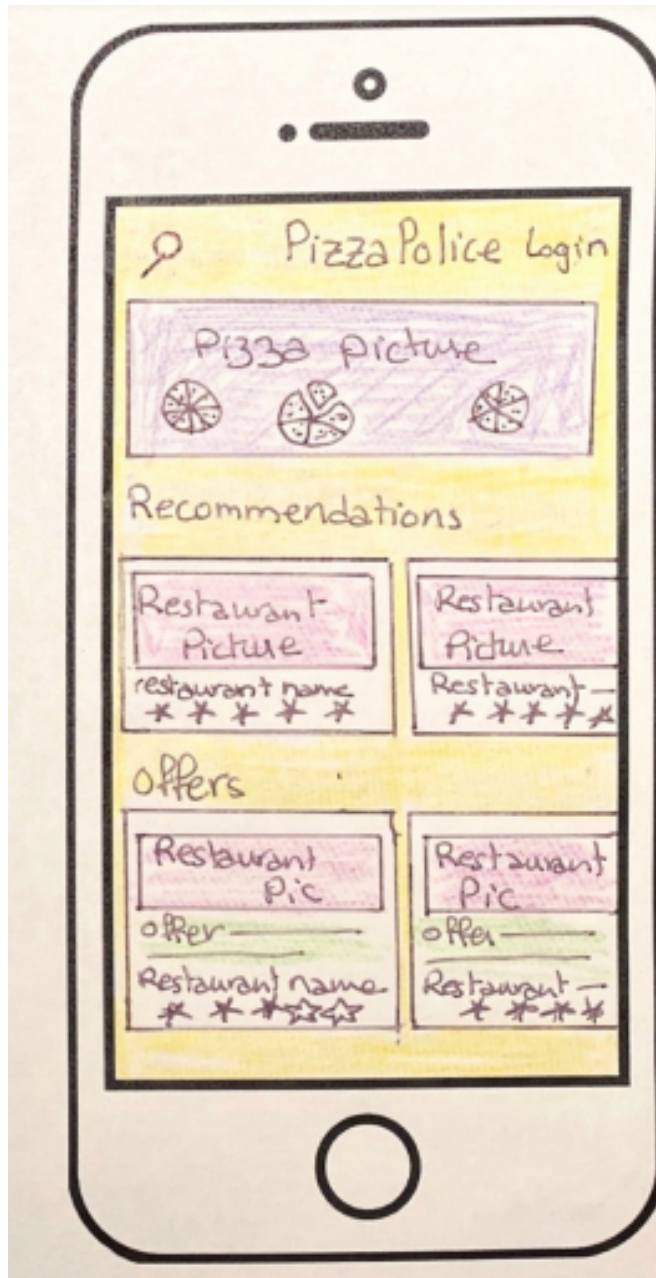 PizzaPolice Login
Pizza picture
Recommendations
Restaurant
Picture
restaurant name
Restaurant
Picture
Restaurant
offers
Restaurant
Pic
offer
Restaurant name
Restaurant
Pic
offer
Restaurant